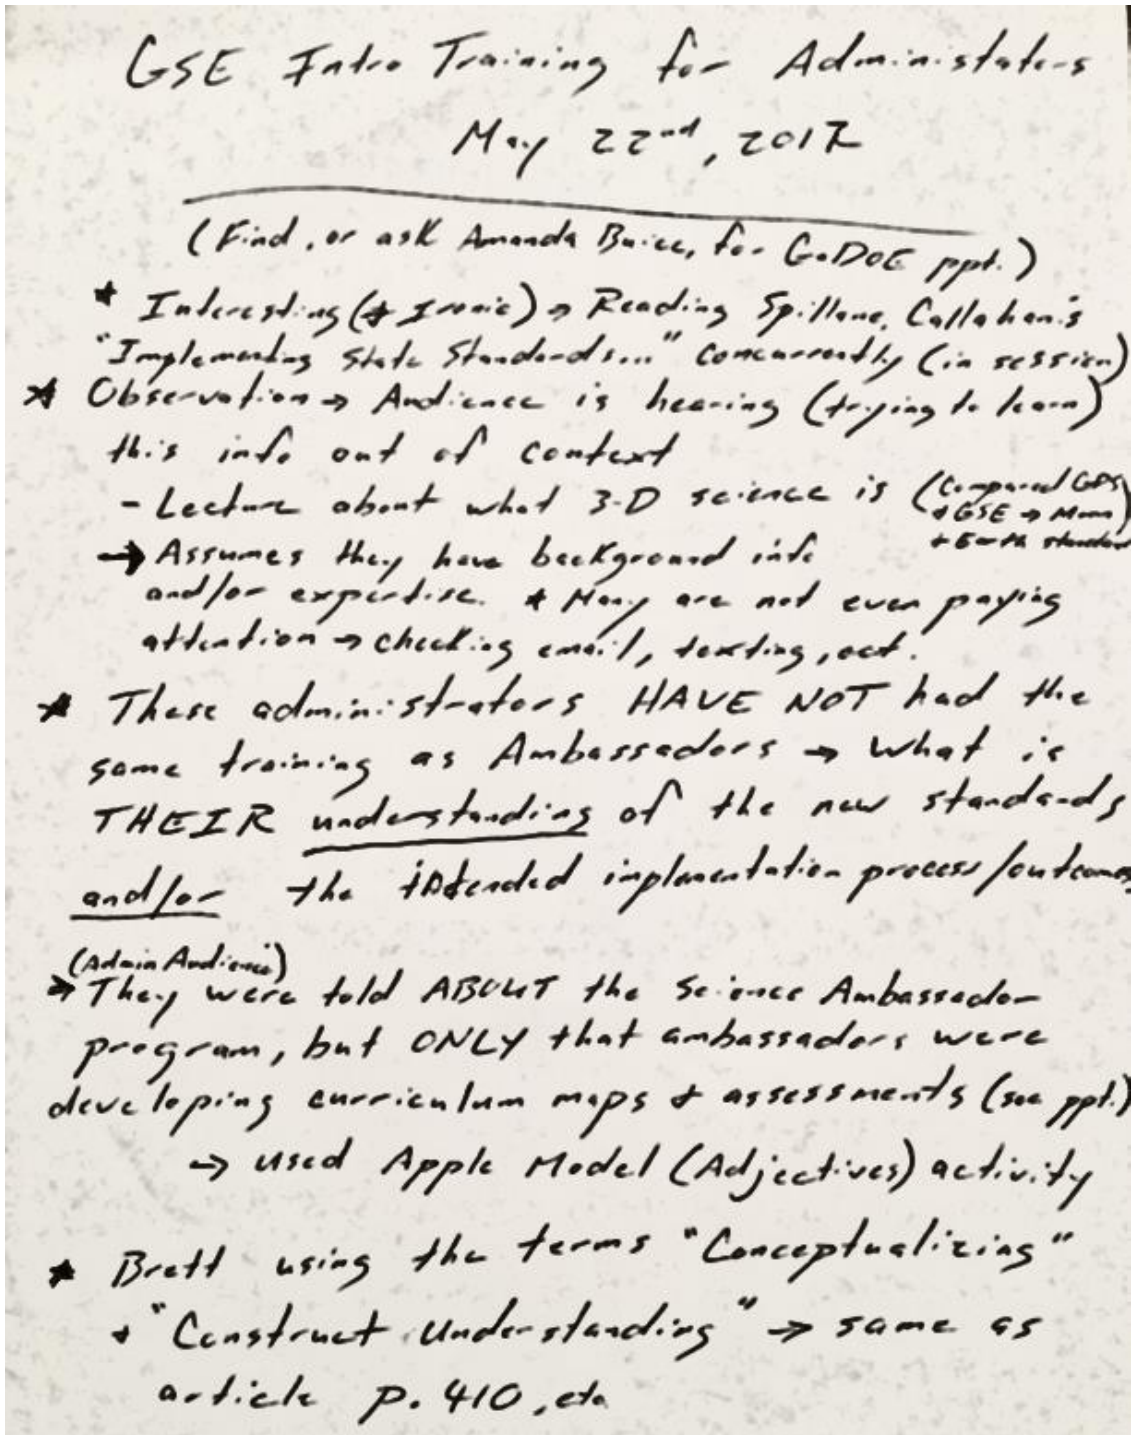 GSE Intro Training for Administators
May 22nd, 2017
(Find, or ask Amanda Buice, for GaDOE ppt.)
* Interesting (+ Ironic) → Reading Spillane, Callahan's
"Implementing State Standards..." concurrently (in session)
* Observation → Audience is hearing (trying to learn)
this info out of context
- Lecture about what 3-D science is (Compared GPS
+ GSE → Moon
+ Earth standard
→ Assumes they have background info
and/or expertise. * Many are not even paying
attention → checking email, texting, ect.
* These administrators HAVE NOT had the
same training as Ambassadors → What is
THEIR understanding of the new standards
and/or the intended implementation process/outcomes
(Admin Audience)
→ They were told ABOUT the Science Ambassador
program, but ONLY that ambassadors were
developing curriculum maps + assessments (see ppt.)
→ used Apple Model (Adjectives) activity
* Brett using the terms "Conceptualizing"
+ "Construct Understanding" → same as
article p. 410, etc